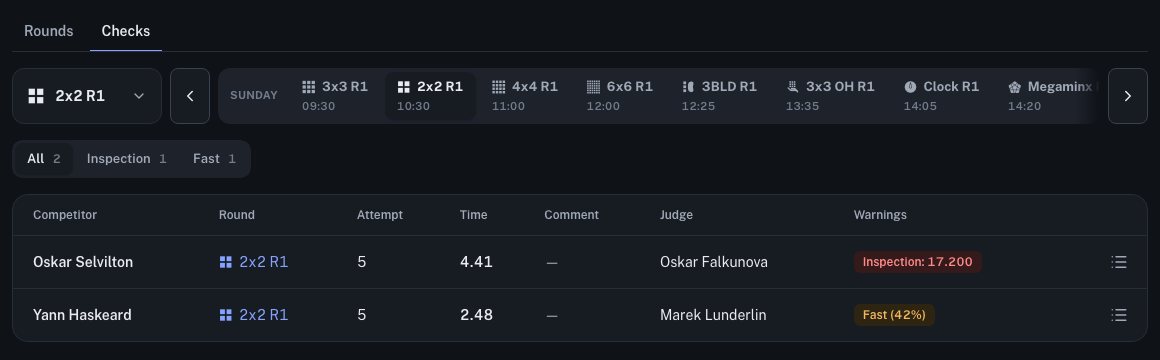 Rounds Checks
2x2 R1
SUNDAY
3x3 R1 2x2 R1 4x4 R1 6x6 R1 3BLD R1 3x3 OH R1 Clock R1 Megaminx
09:30 10:30 11:00 12:00 12:25 13:35 14:05 14:20
All 2 Inspection 1 Fast 1
Competitor Round Attempt Time Comment Judge Warnings
Oskar Selvilton 2x2 R1 5 4.41 — Oskar Falkunova Inspection: 17.200
Yann Haskeard 2x2 R1 5 2.48 — Marek Lunderlin Fast (42%)